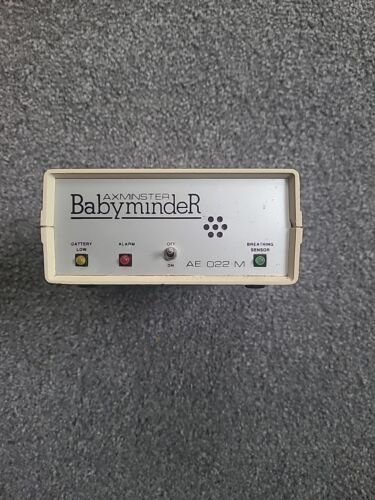 AXMINSTER
BabymindeR
BATTERY LOW
ALARM
OFF
ON
AE 022 M
BREATHING SENSOR